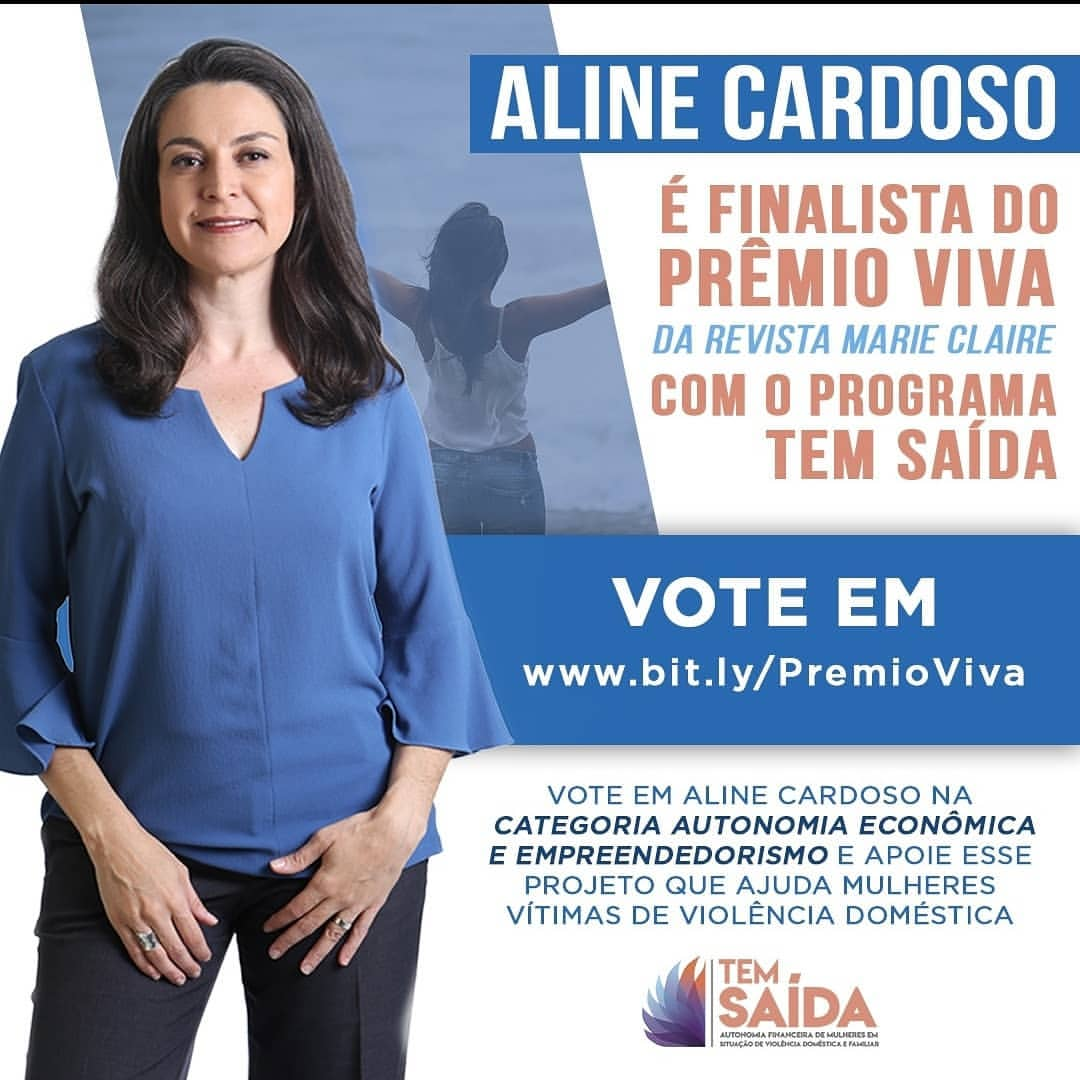 ALINE CARDOSO
É FINALISTA DO
PRÊMIO VIVA
DA REVISTA MARIE CLAIRE
COM O PROGRAMA
TEM SAÍDA
VOTE EM
www.bit.ly/PremioViva
VOTE EM ALINE CARDOSO NA
CATEGORIA AUTONOMIA ECONÔMICA
E EMPREENDEDORISMO E APOIE ESSE
PROJETO QUE AJUDA MULHERES
VÍTIMAS DE VIOLÊNCIA DOMÉSTICA
TEM
SAÍDA
AUTONOMIA FINANCEIRA DE MULHERES EM
SITUAÇÃO DE VIOLÊNCIA DOMÉSTICA E FAMILIAR